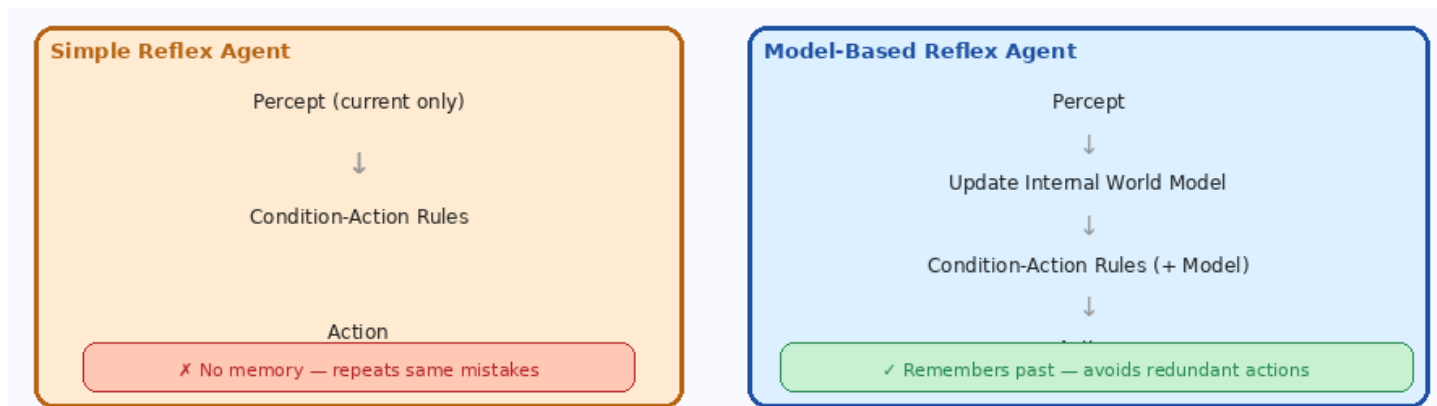 Simple Reflex Agent
Percept (current only)
↓
Condition-Action Rules
Action
✗ No memory — repeats same mistakes
Model-Based Reflex Agent
Percept
↓
Update Internal World Model
↓
Condition-Action Rules (+ Model)
↓
✓ Remembers past — avoids redundant actions